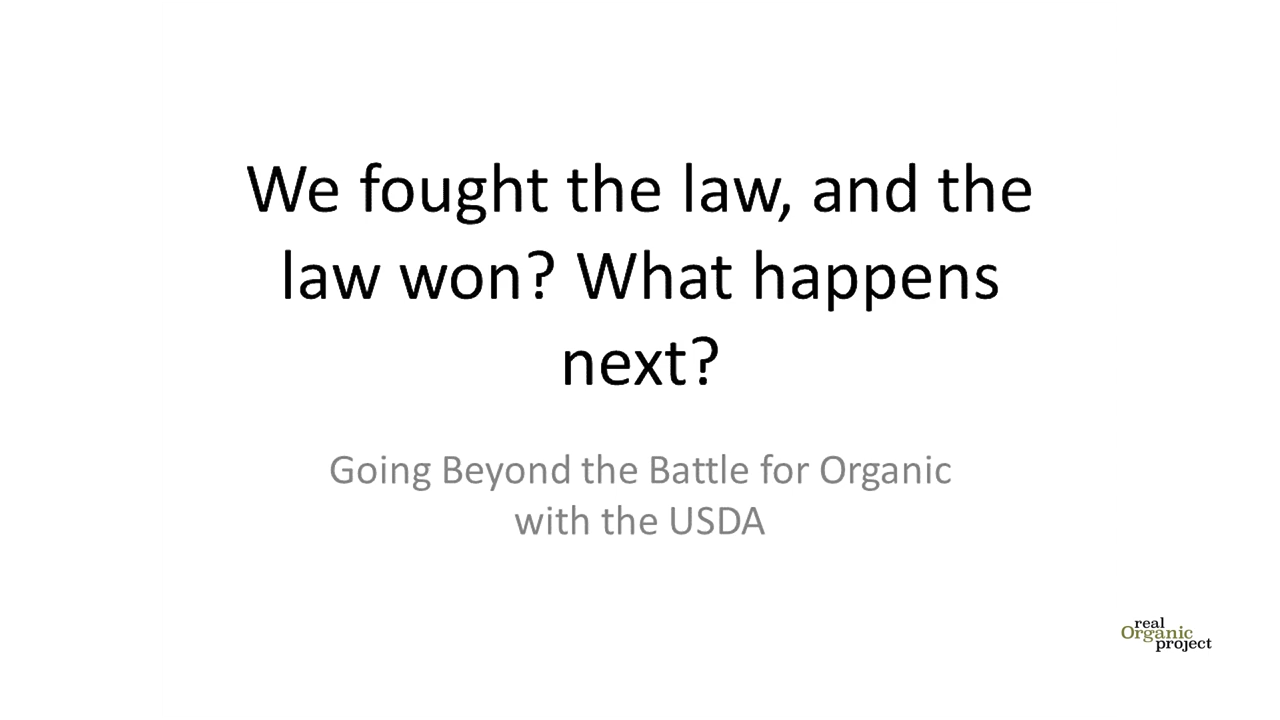 We fought the law, and the
law won? What happens
next?
Going Beyond the Battle for Organic
with the USDA
real
Organic
project